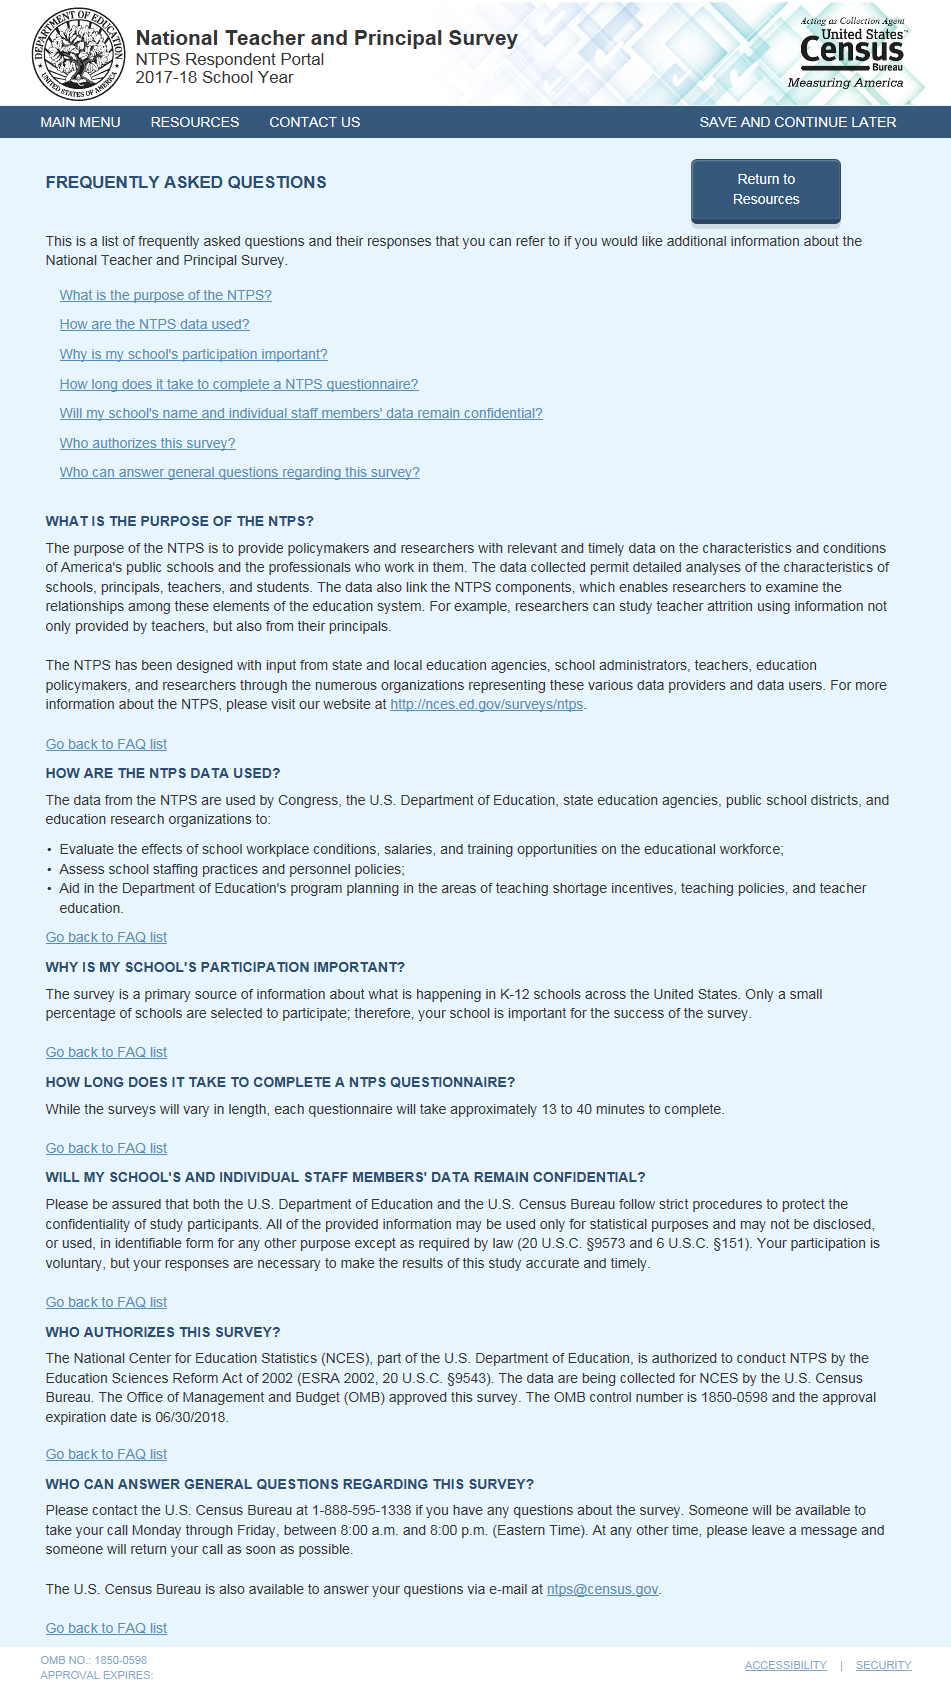 DEPARTMENT OF EDUCATION
UNITED STATES OF AMERICA
National Teacher and Principal Survey
NTPS Respondent Portal
2017-18 School Year
Acting as Collection Agent
United States™
Census
Bureau
Measuring America
MAIN MENU RESOURCES CONTACT US SAVE AND CONTINUE LATER
FREQUENTLY ASKED QUESTIONS
Return to
Resources
This is a list of frequently asked questions and their responses that you can refer to if you would like additional information about the
National Teacher and Principal Survey.
What is the purpose of the NTPS?
How are the NTPS data used?
Why is my school's participation important?
How long does it take to complete a NTPS questionnaire?
Will my school's name and individual staff members' data remain confidential?
Who authorizes this survey?
Who can answer general questions regarding this survey?
WHAT IS THE PURPOSE OF THE NTPS?
The purpose of the NTPS is to provide policymakers and researchers with relevant and timely data on the characteristics and conditions
of America's public schools and the professionals who work in them. The data collected permit detailed analyses of the characteristics of
schools, principals, teachers, and students. The data also link the NTPS components, which enables researchers to examine the
relationships among these elements of the education system. For example, researchers can study teacher attrition using information not
only provided by teachers, but also from their principals.
The NTPS has been designed with input from state and local education agencies, school administrators, teachers, education
policymakers, and researchers through the numerous organizations representing these various data providers and data users. For more
information about the NTPS, please visit our website at http://nces.ed.gov/surveys/ntps.
Go back to FAQ list
HOW ARE THE NTPS DATA USED?
The data from the NTPS are used by Congress, the U.S. Department of Education, state education agencies, public school districts, and
education research organizations to:
• Evaluate the effects of school workplace conditions, salaries, and training opportunities on the educational workforce;
• Assess school staffing practices and personnel policies;
• Aid in the Department of Education's program planning in the areas of teaching shortage incentives, teaching policies, and teacher
education.
Go back to FAQ list
WHY IS MY SCHOOL'S PARTICIPATION IMPORTANT?
The survey is a primary source of information about what is happening in K-12 schools across the United States. Only a small
percentage of schools are selected to participate; therefore, your school is important for the success of the survey.
Go back to FAQ list
HOW LONG DOES IT TAKE TO COMPLETE A NTPS QUESTIONNAIRE?
While the surveys will vary in length, each questionnaire will take approximately 13 to 40 minutes to complete.
Go back to FAQ list
WILL MY SCHOOL'S AND INDIVIDUAL STAFF MEMBERS' DATA REMAIN CONFIDENTIAL?
Please be assured that both the U.S. Department of Education and the U.S. Census Bureau follow strict procedures to protect the
confidentiality of study participants. All of the provided information may be used only for statistical purposes and may not be disclosed,
or used, in identifiable form for any other purpose except as required by law (20 U.S.C. §9573 and 6 U.S.C. §151). Your participation is
voluntary, but your responses are necessary to make the results of this study accurate and timely.
Go back to FAQ list
WHO AUTHORIZES THIS SURVEY?
The National Center for Education Statistics (NCES), part of the U.S. Department of Education, is authorized to conduct NTPS by the
Education Sciences Reform Act of 2002 (ESRA 2002, 20 U.S.C. §9543). The data are being collected for NCES by the U.S. Census
Bureau. The Office of Management and Budget (OMB) approved this survey. The OMB control number is 1850-0598 and the approval
expiration date is 06/30/2018.
Go back to FAQ list
WHO CAN ANSWER GENERAL QUESTIONS REGARDING THIS SURVEY?
Please contact the U.S. Census Bureau at 1-888-595-1338 if you have any questions about the survey. Someone will be available to
take your call Monday through Friday, between 8:00 a.m. and 8:00 p.m. (Eastern Time). At any other time, please leave a message and
someone will return your call as soon as possible.
The U.S. Census Bureau is also available to answer your questions via e-mail at ntps@census.gov.
Go back to FAQ list
OMB NO.: 1850-0598
APPROVAL EXPIRES:
ACCESSIBILITY | SECURITY